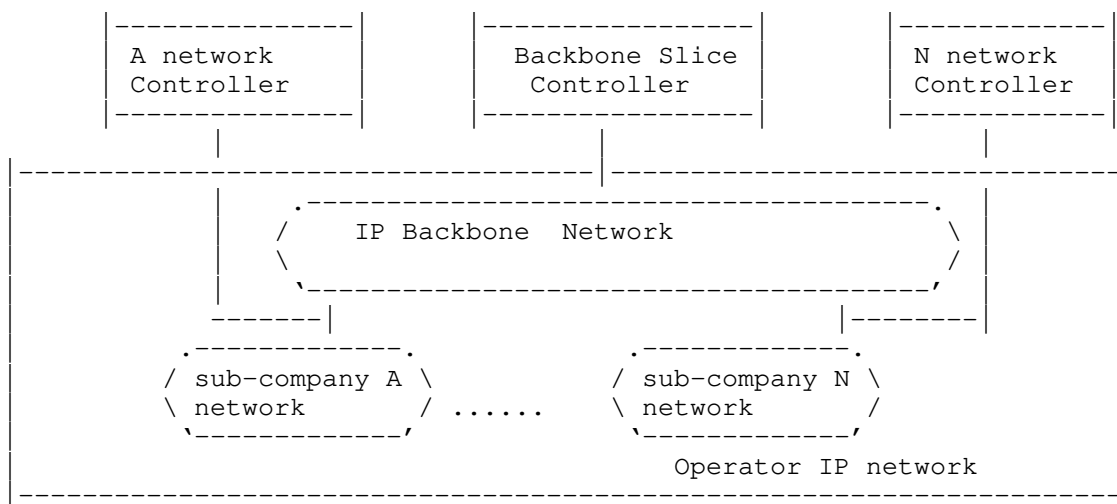 A network
Controller
Backbone Slice
Controller
N network
Controller
IP Backbone Network
sub-company A
network
......
sub-company N
network
Operator IP network